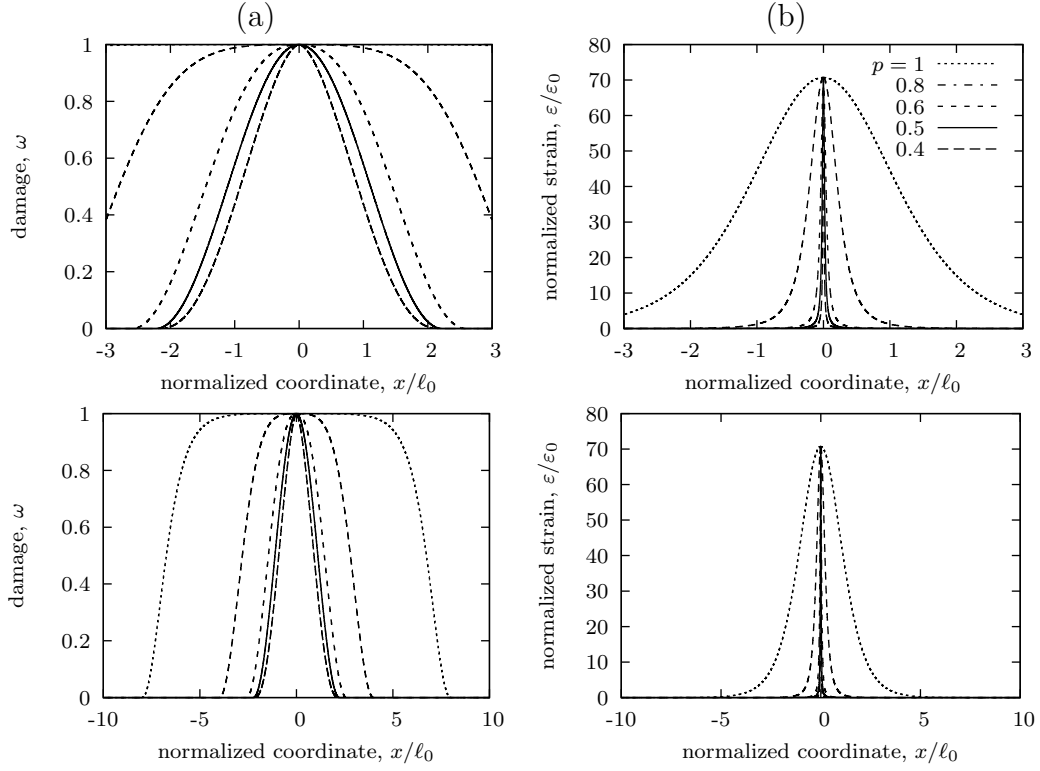 (a)
(b)
damage, ω
1
0.8
0.6
0.4
0.2
0
-3 -2 -1 0 1 2 3
normalized coordinate, x/ℓ₀
normalized strain, ε/ε₀
80
70
60
50
40
30
20
10
0
p = 1
0.8
0.6
0.5
0.4
-3 -2 -1 0 1 2 3
normalized coordinate, x/ℓ₀
damage, ω
1
0.8
0.6
0.4
0.2
0
-10 -5 0 5 10
normalized coordinate, x/ℓ₀
normalized strain, ε/ε₀
80
70
60
50
40
30
20
10
0
-10 -5 0 5 10
normalized coordinate, x/ℓ₀